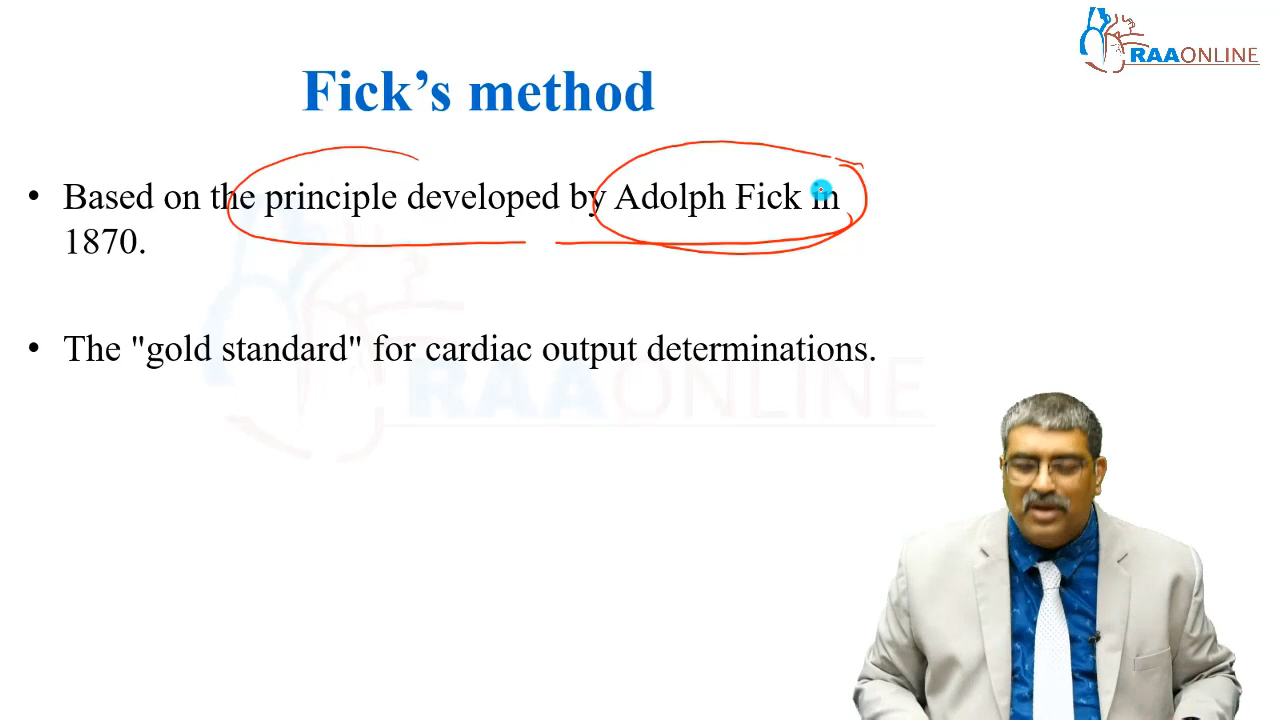 RAAONLINE
Fick’s method
• Based on the principle developed by Adolph Fick in
1870.
• The "gold standard" for cardiac output determinations.
RAAONLINE